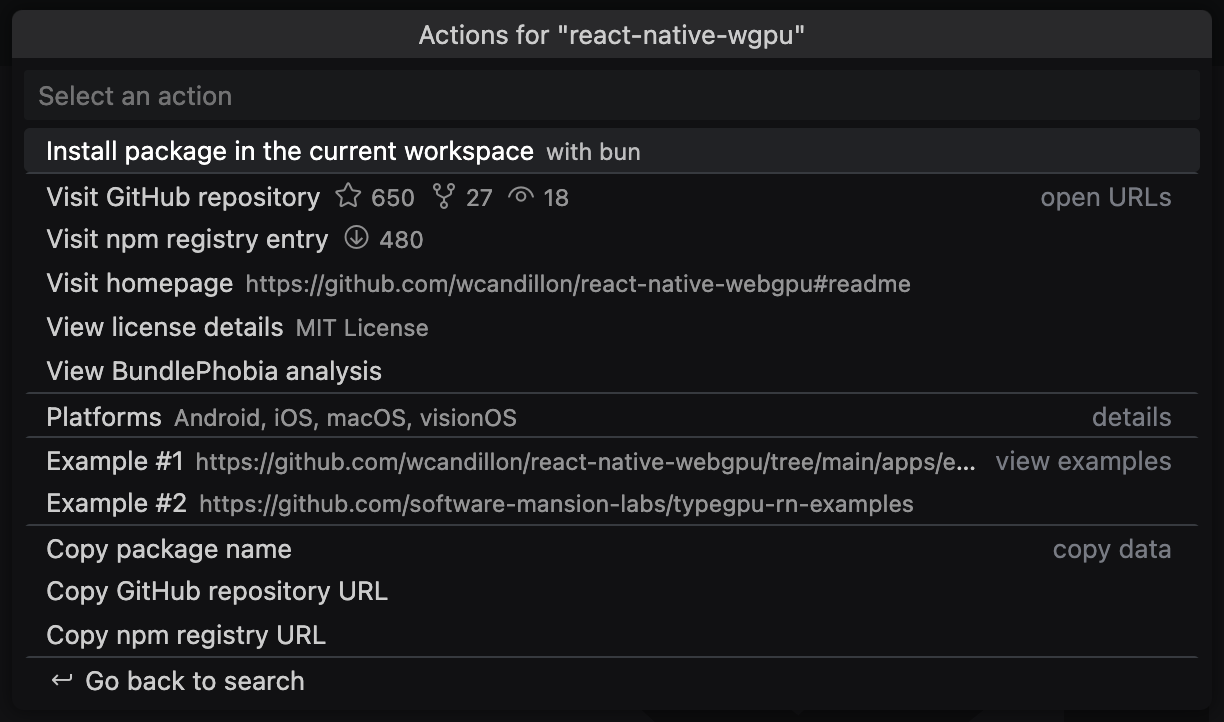 Actions for "react-native-wgpu"
Select an action
Install package in the current workspace with bun
Visit GitHub repository 650 27 18 open URLs
Visit npm registry entry 480
Visit homepage https://github.com/wcandillon/react-native-webgpu#readme
View license details MIT License
View BundlePhobia analysis
Platforms Android, iOS, macOS, visionOS details
Example #1 https://github.com/wcandillon/react-native-webgpu/tree/main/apps/e... view examples
Example #2 https://github.com/software-mansion-labs/typegpu-rn-examples
Copy package name copy data
Copy GitHub repository URL
Copy npm registry URL
Go back to search